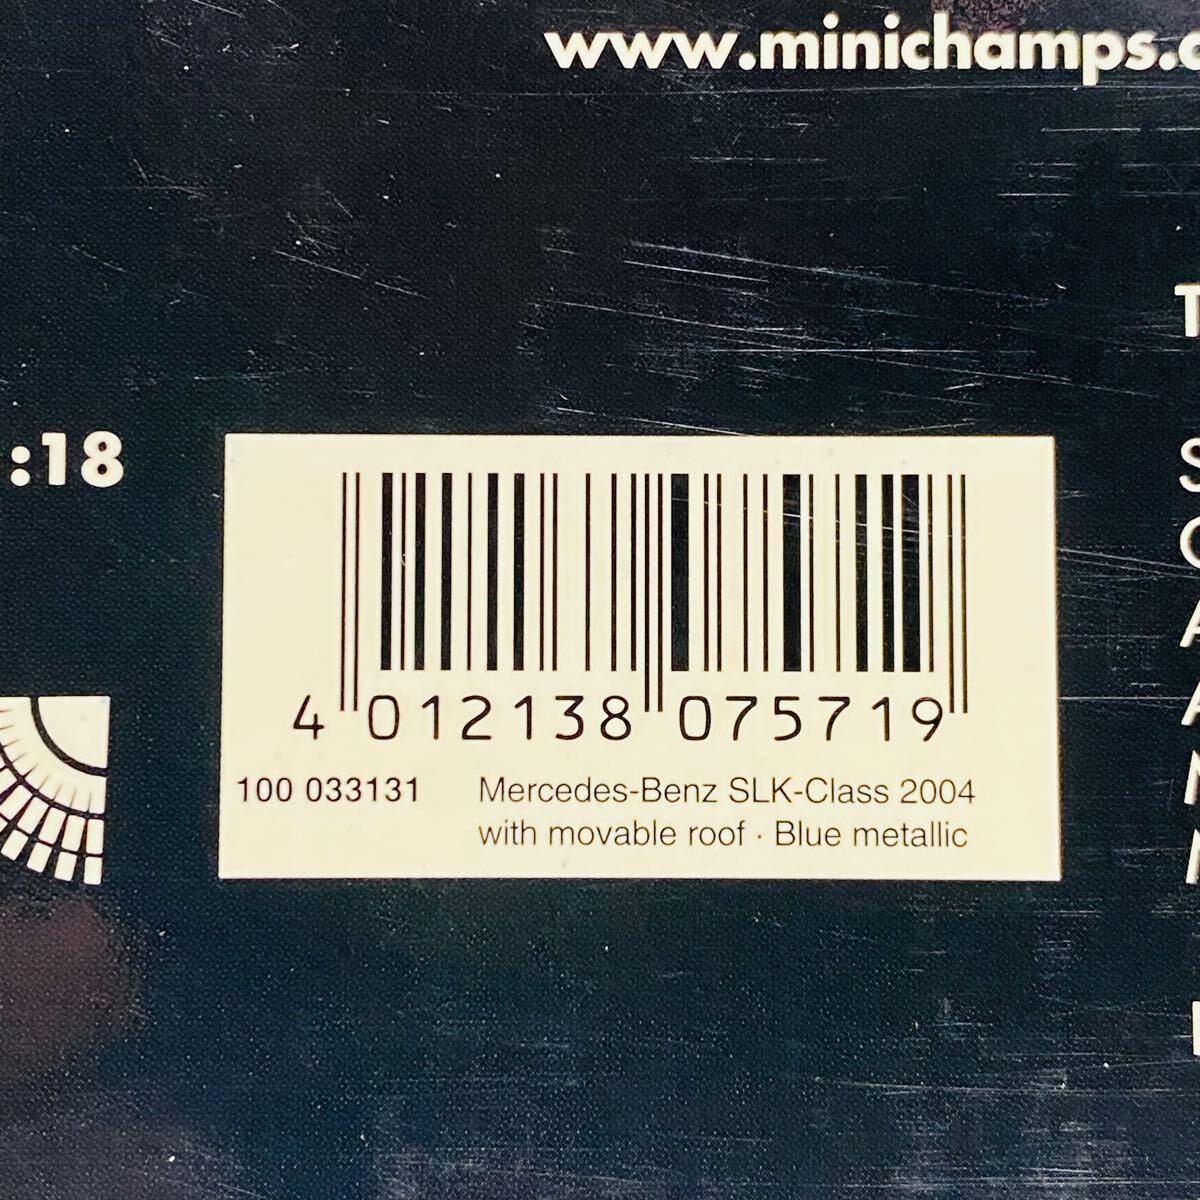 www.minichamps.
:18
4 012138 075719
100 033131
Mercedes-Benz SLK-Class 2004
with movable roof · Blue metallic